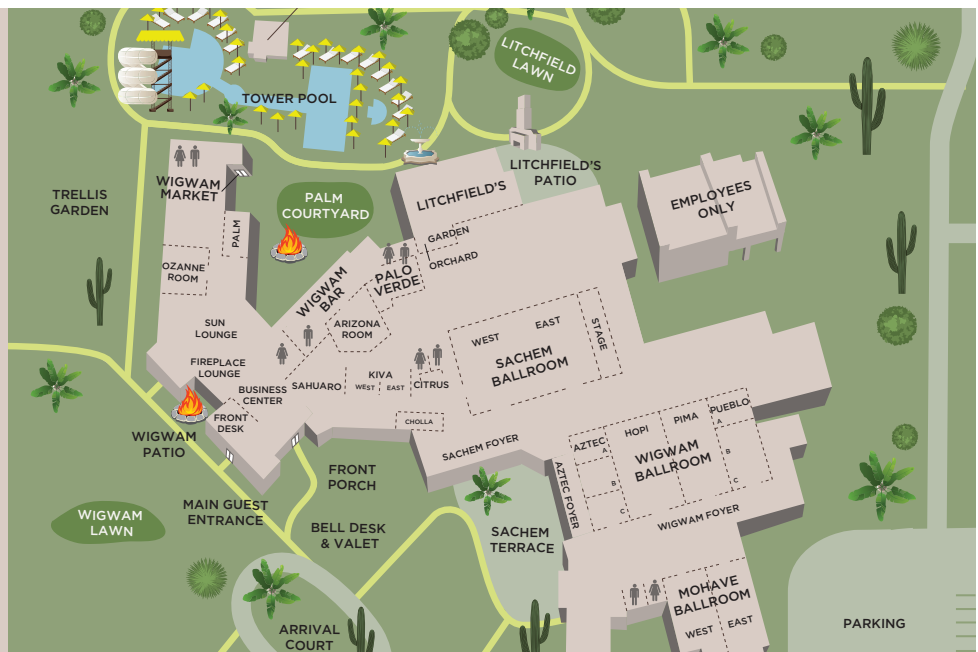 LITCHFIELD
LAWN
TOWER POOL
LITCHFIELD'S
PATIO
WIGWAM
MARKET
TRELLIS
GARDEN
PALM
COURTYARD
LITCHFIELD'S
EMPLOYEES
ONLY
PALM
GARDEN
ORCHARD
OZANNE
ROOM
WIGWAM
BAR
PALO
VERDE
SUN
LOUNGE
ARIZONA
ROOM
WEST
EAST
STAGE
SACHEM
BALLROOM
FIREPLACE
LOUNGE
BUSINESS
CENTER
SAHUARO
KIVA
WEST
EAST
CITRUS
FRONT
DESK
CHOLLA
WIGWAM
PATIO
SACHEM FOYER
AZTEC
A
B
C
HOPI
PIMA
PUEBLO
A
B
C
WIGWAM
BALLROOM
AZTEC FOYER
WIGWAM FOYER
FRONT
PORCH
MAIN GUEST
ENTRANCE
WIGWAM
LAWN
BELL DESK
& VALET
SACHEM
TERRACE
MOHAVE
BALLROOM
WEST
EAST
ARRIVAL
COURT
PARKING